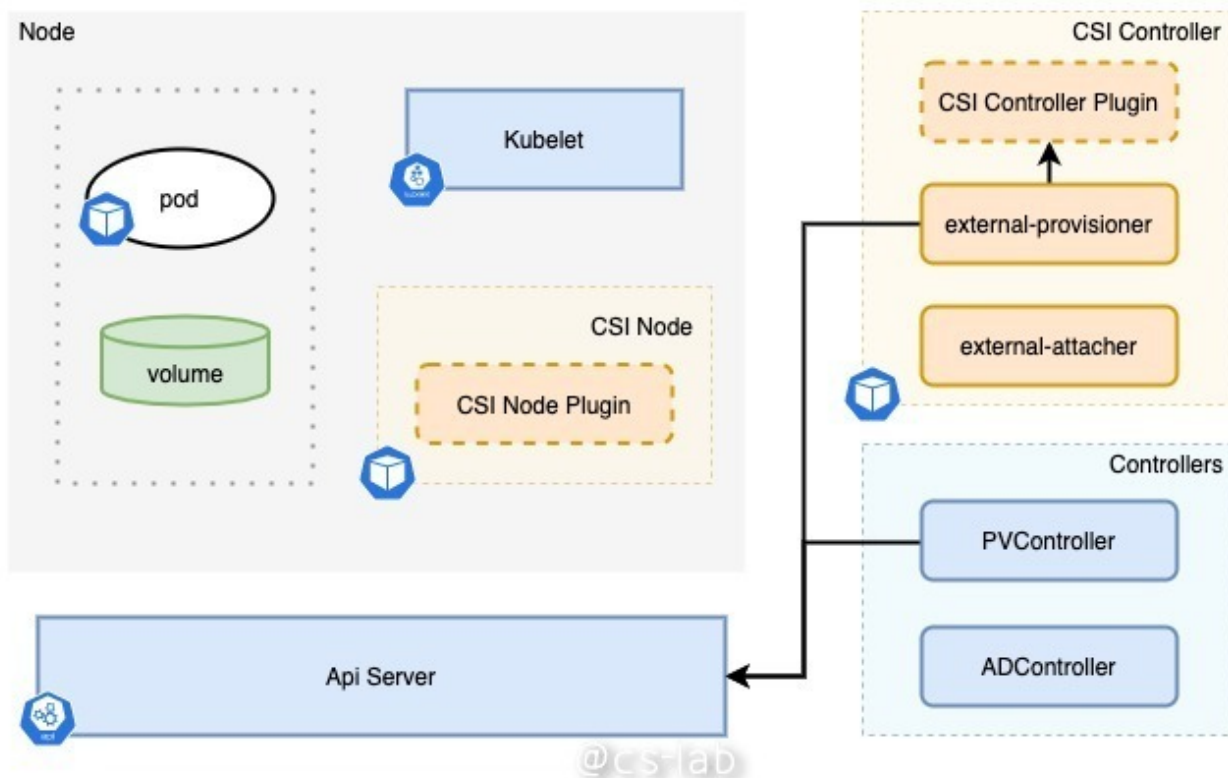 Node
pod
volume
Kubelet
CSI Node
CSI Node Plugin
CSI Controller
CSI Controller Plugin
external-provisioner
external-attacher
Controllers
PVController
ADController
Api Server
api
@cs-lab